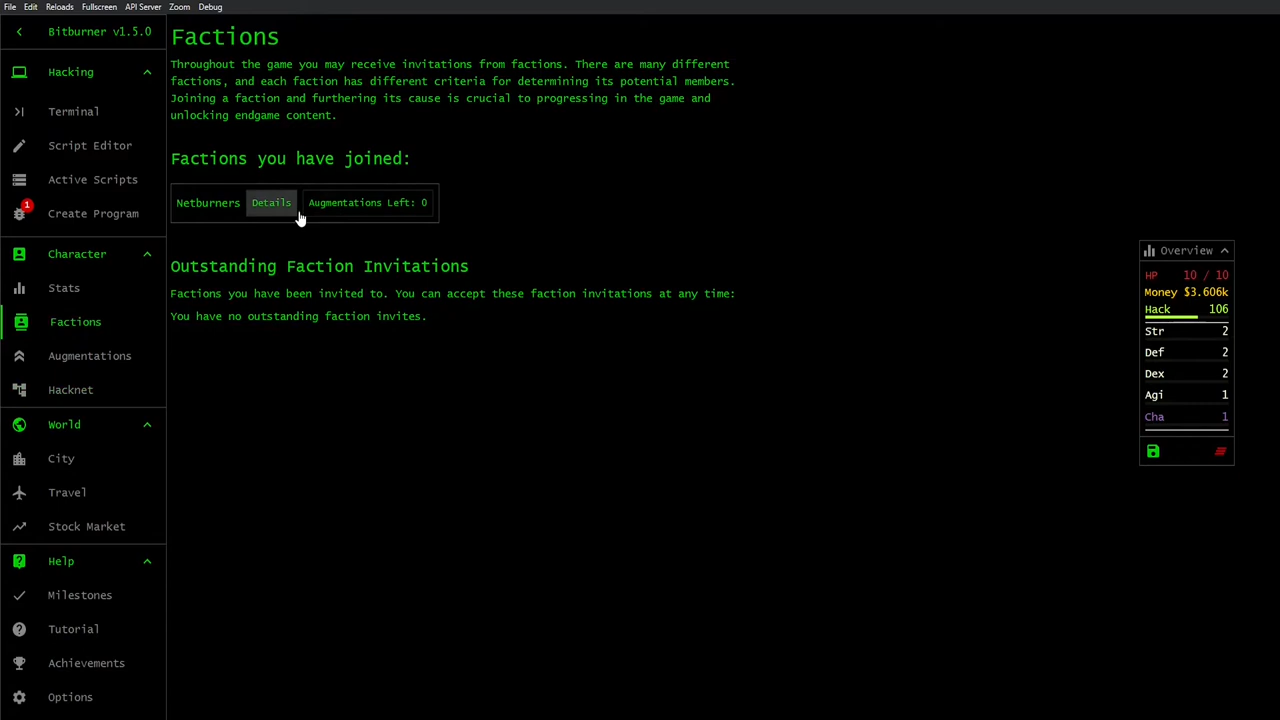 File Edit Reloads Fullscreen API Server Zoom Debug
Bitburner v1.5.0
Hacking
Terminal
Script Editor
Active Scripts
1
Create Program
Character
Stats
Factions
Augmentations
Hacknet
World
City
Travel
Stock Market
Help
Milestones
Tutorial
Achievements
Options
Factions
Throughout the game you may receive invitations from factions. There are many different
factions, and each faction has different criteria for determining its potential members.
Joining a faction and furthering its cause is crucial to progressing in the game and
unlocking endgame content.
Factions you have joined:
Netburners Details Augmentations Left: 0
Outstanding Faction Invitations
Factions you have been invited to. You can accept these faction invitations at any time:
You have no outstanding faction invites.
Overview
HP 10 / 10
Money $3.606k
Hack 106
Str 2
Def 2
Dex 2
Agi 1
Cha 1